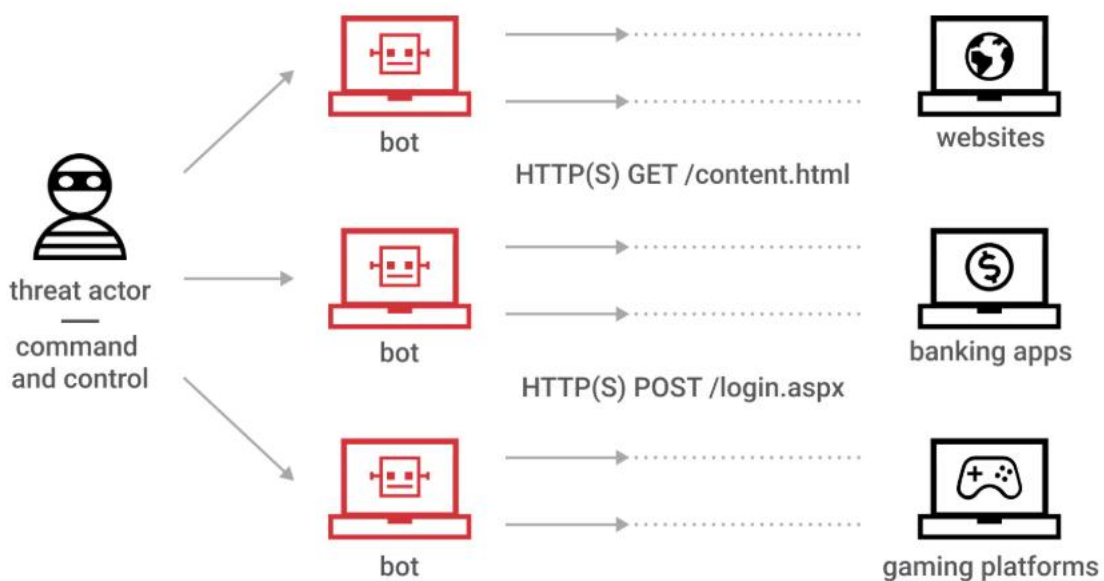 threat actor
—
command
and control
bot
HTTP(S) GET /content.html
bot
HTTP(S) POST /login.aspx
bot
websites
banking apps
gaming platforms